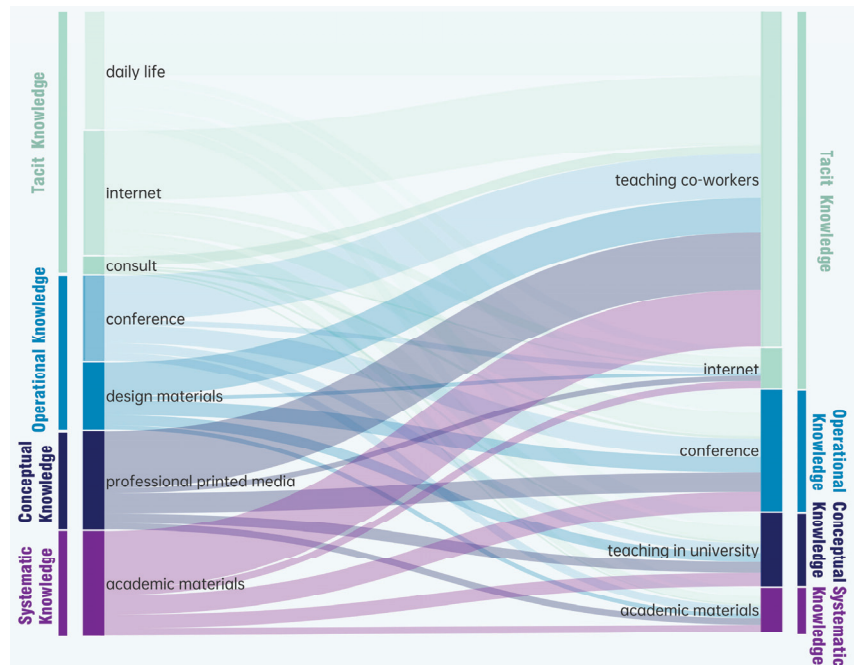 Tacit Knowledge
Operational Knowledge
Conceptual
Knowledge
Systematic
Knowledge
daily life
internet
consult
conference
design materials
professional printed media
academic materials
teaching co-workers
internet
conference
teaching in university
academic materials
Tacit Knowledge
Operational
Knowledge
Conceptual
Knowledge
Systematic
Knowledge